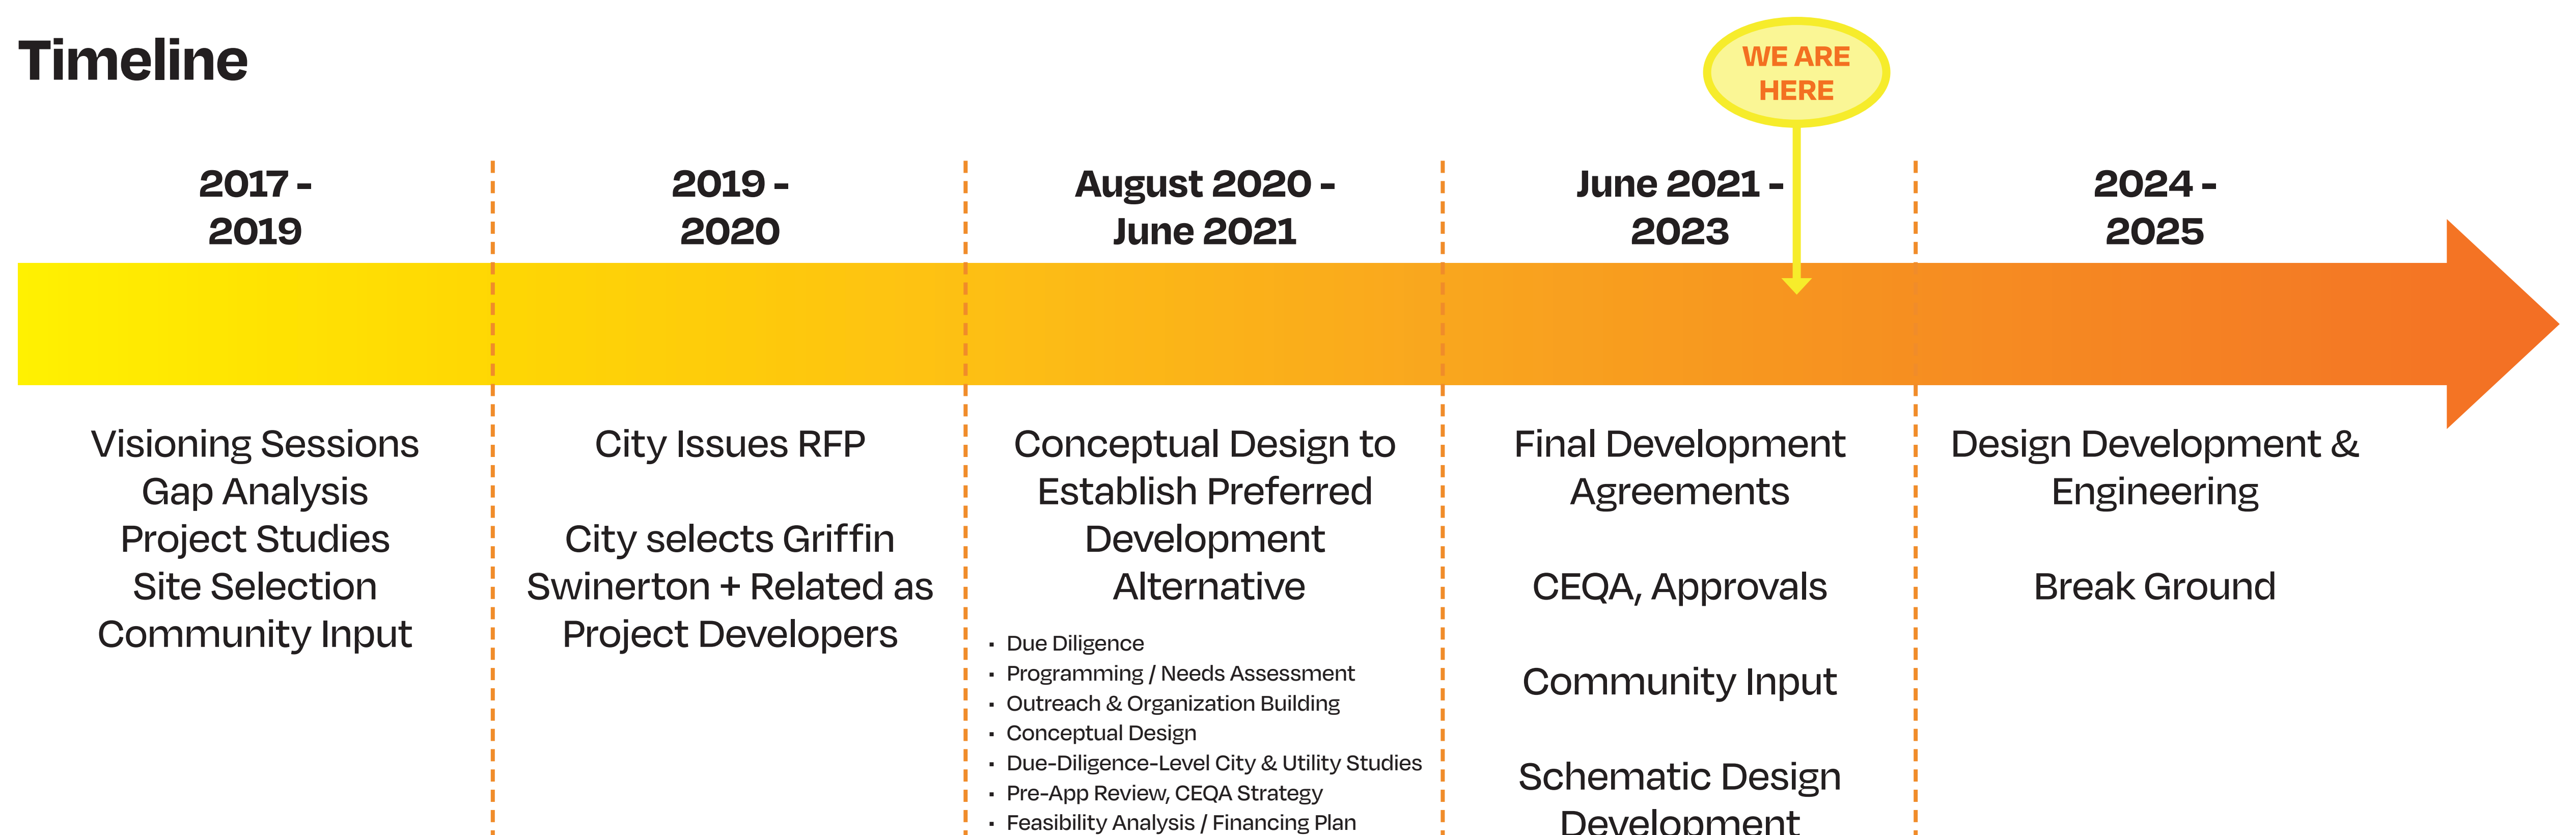 Timeline
WE ARE
HERE
2017 -
2019
2019 -
2020
August 2020 -
June 2021
June 2021 -
2023
2024 -
2025
Visioning Sessions
Gap Analysis
Project Studies
Site Selection
Community Input
City Issues RFP
City selects Griffin
Swinerton + Related as
Project Developers
Conceptual Design to
Establish Preferred
Development
Alternative
• Due Diligence
• Programming / Needs Assessment
• Outreach & Organization Building
• Conceptual Design
• Due-Diligence-Level City & Utility Studies
• Pre-App Review, CEQA Strategy
• Feasibility Analysis / Financing Plan
Final Development
Agreements
CEQA, Approvals
Community Input
Schematic Design
Development
Design Development &
Engineering
Break Ground